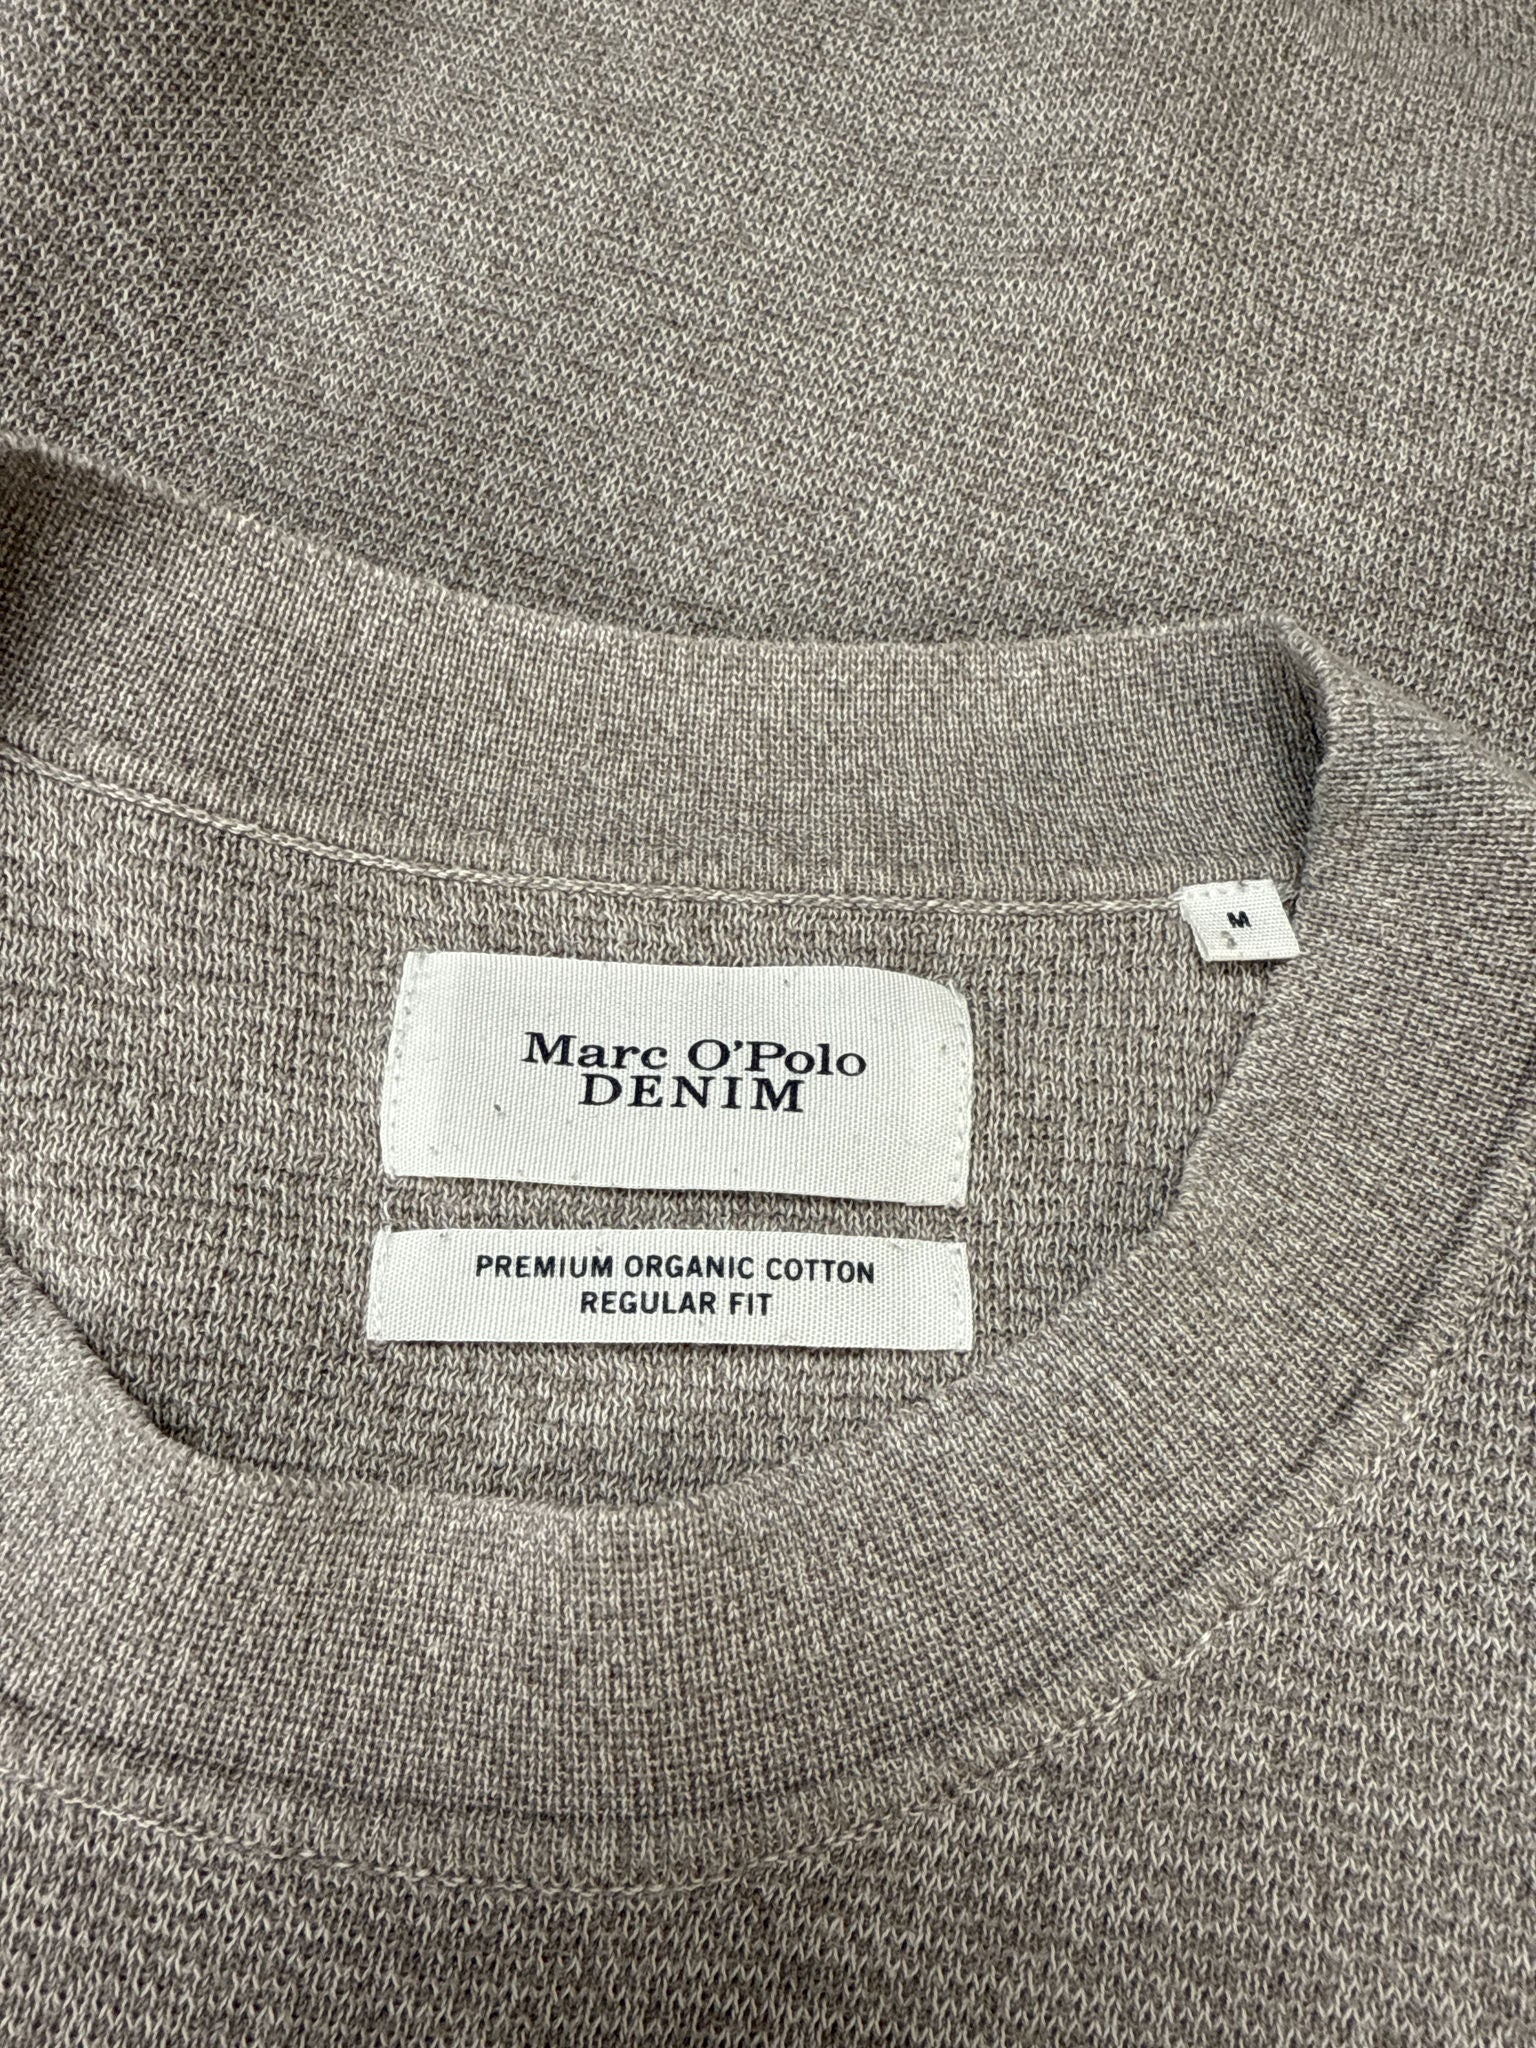 M
Marc O'Polo
DENIM
PREMIUM ORGANIC COTTON
REGULAR FIT